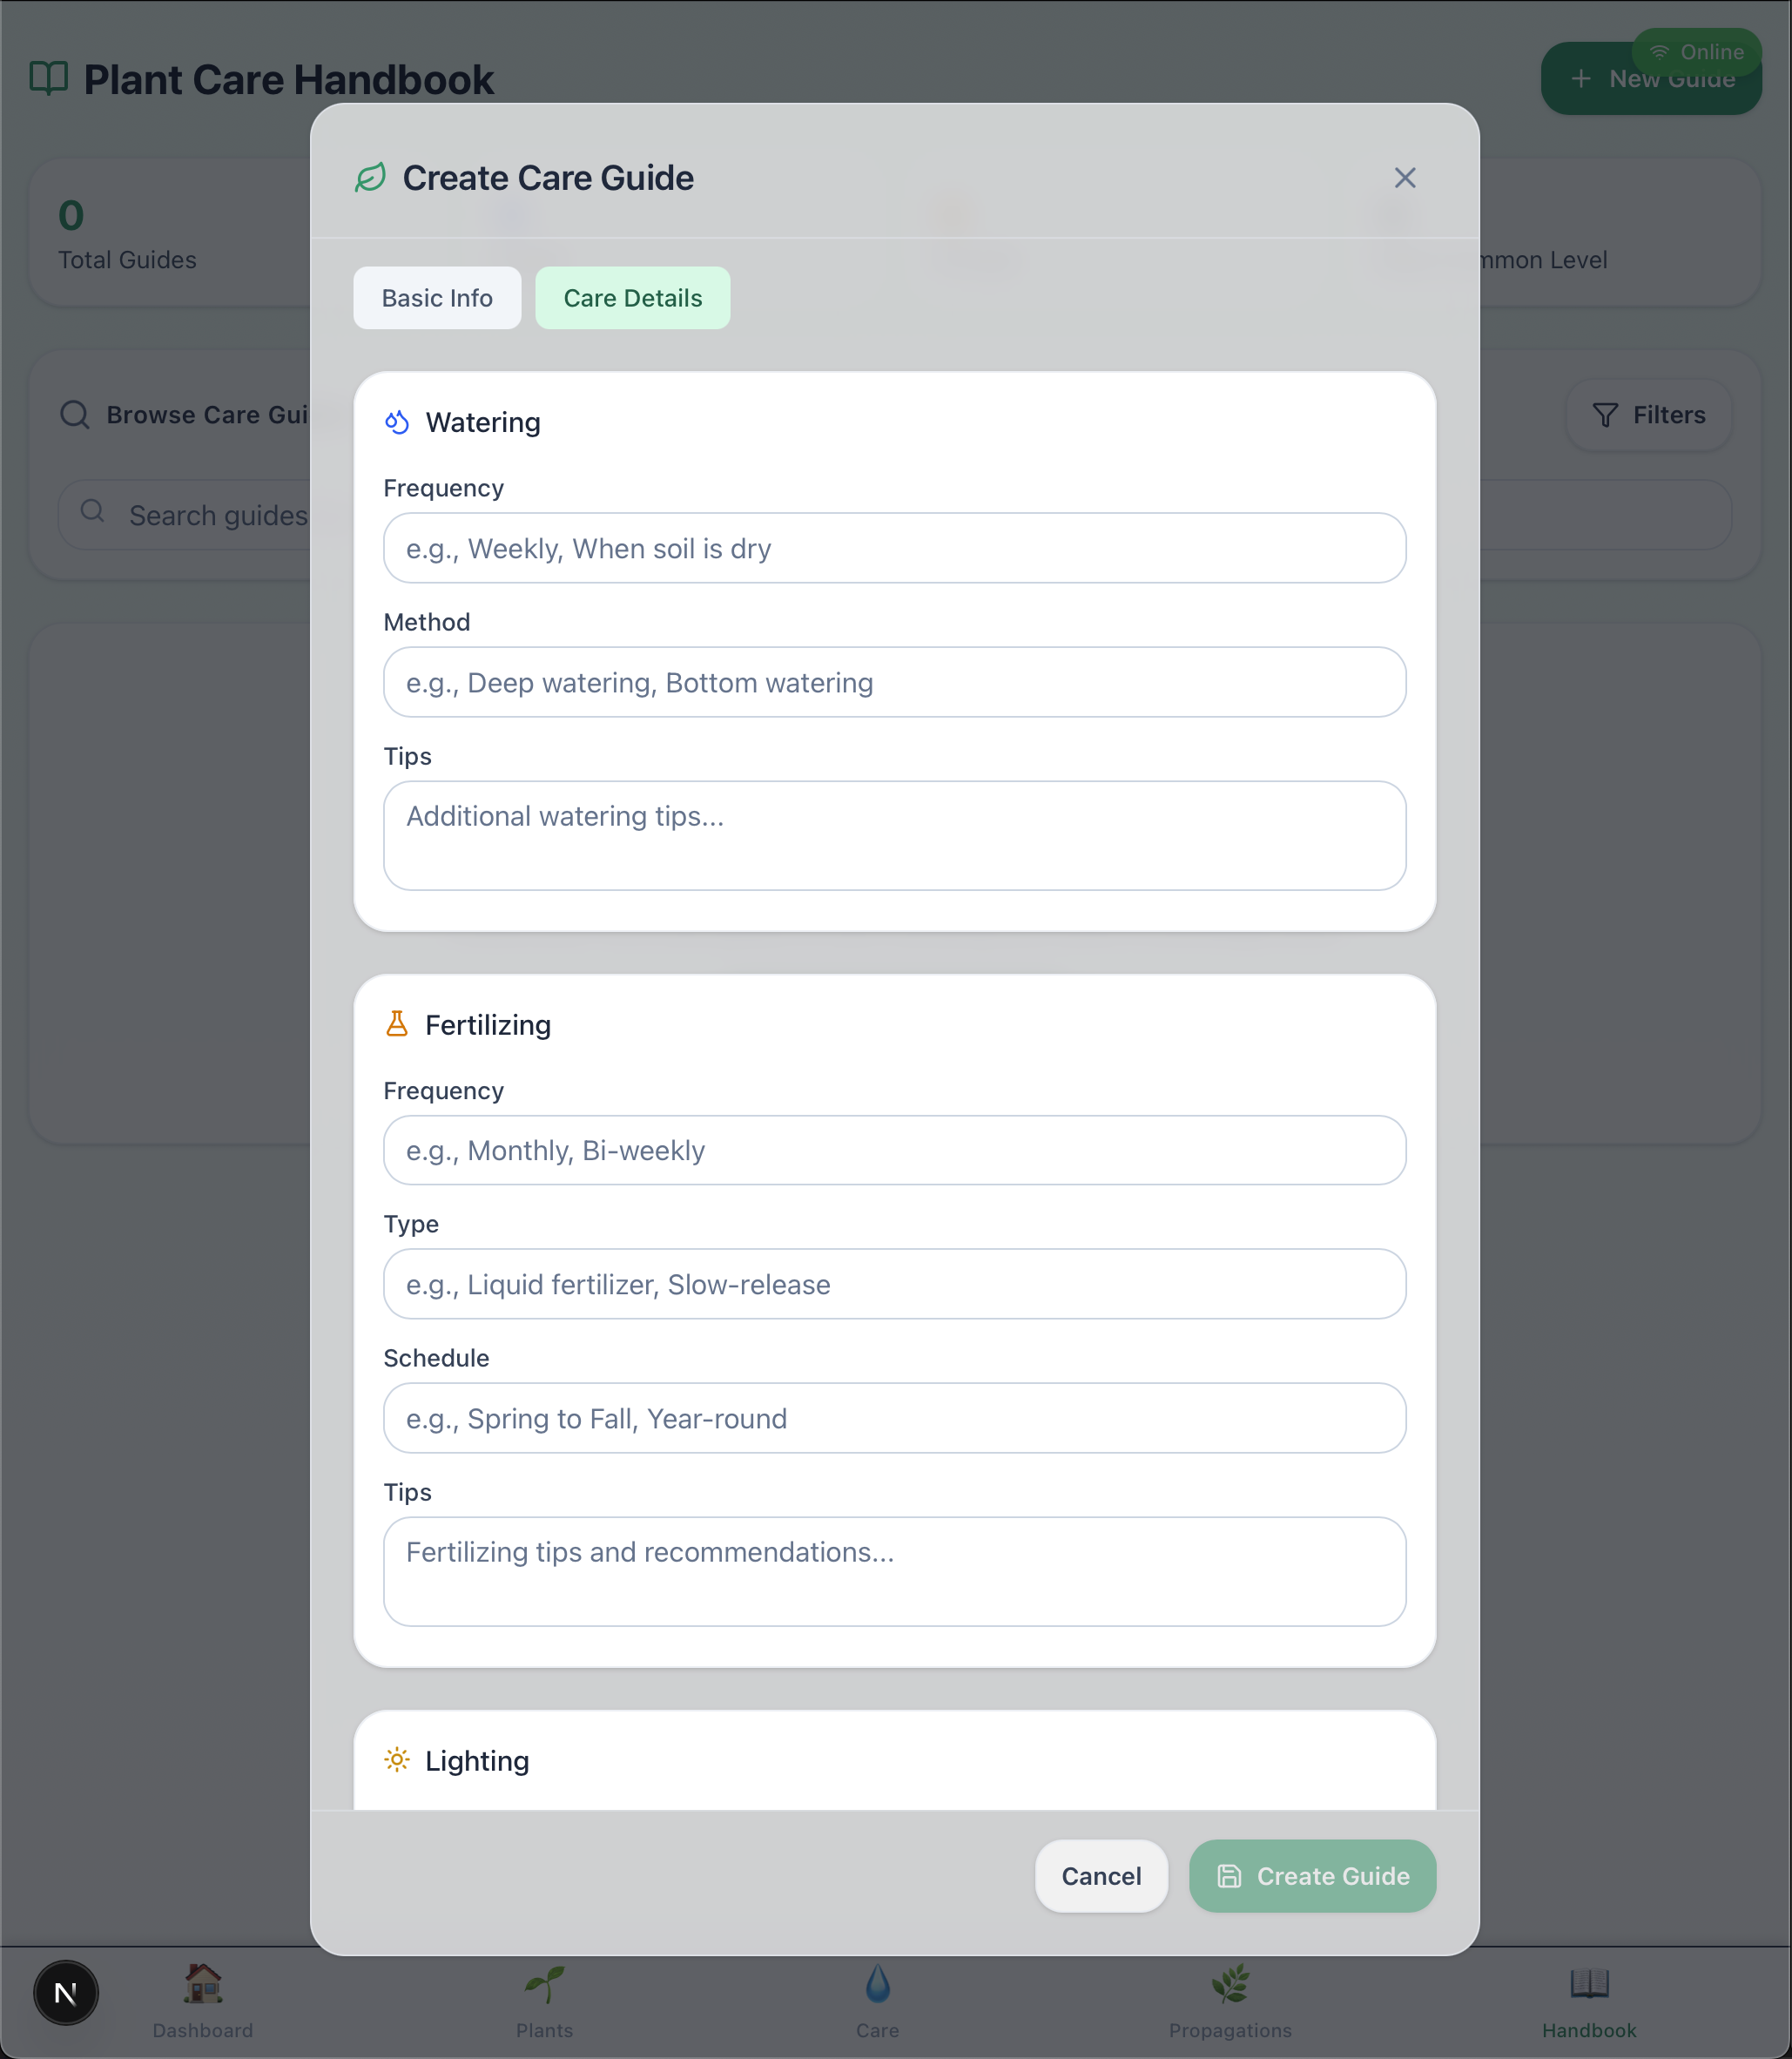 Plant Care Handbook
Online
New Guide
Create Care Guide
0
Total Guides
mmon Level
Basic Info
Care Details
Browse Care Gui
Filters
Search guides
Watering
Frequency
e.g., Weekly, When soil is dry
Method
e.g., Deep watering, Bottom watering
Tips
Additional watering tips...
Fertilizing
Frequency
e.g., Monthly, Bi-weekly
Type
e.g., Liquid fertilizer, Slow-release
Schedule
e.g., Spring to Fall, Year-round
Tips
Fertilizing tips and recommendations...
Lighting
Cancel
Create Guide
N
Dashboard
Plants
Care
Propagations
Handbook